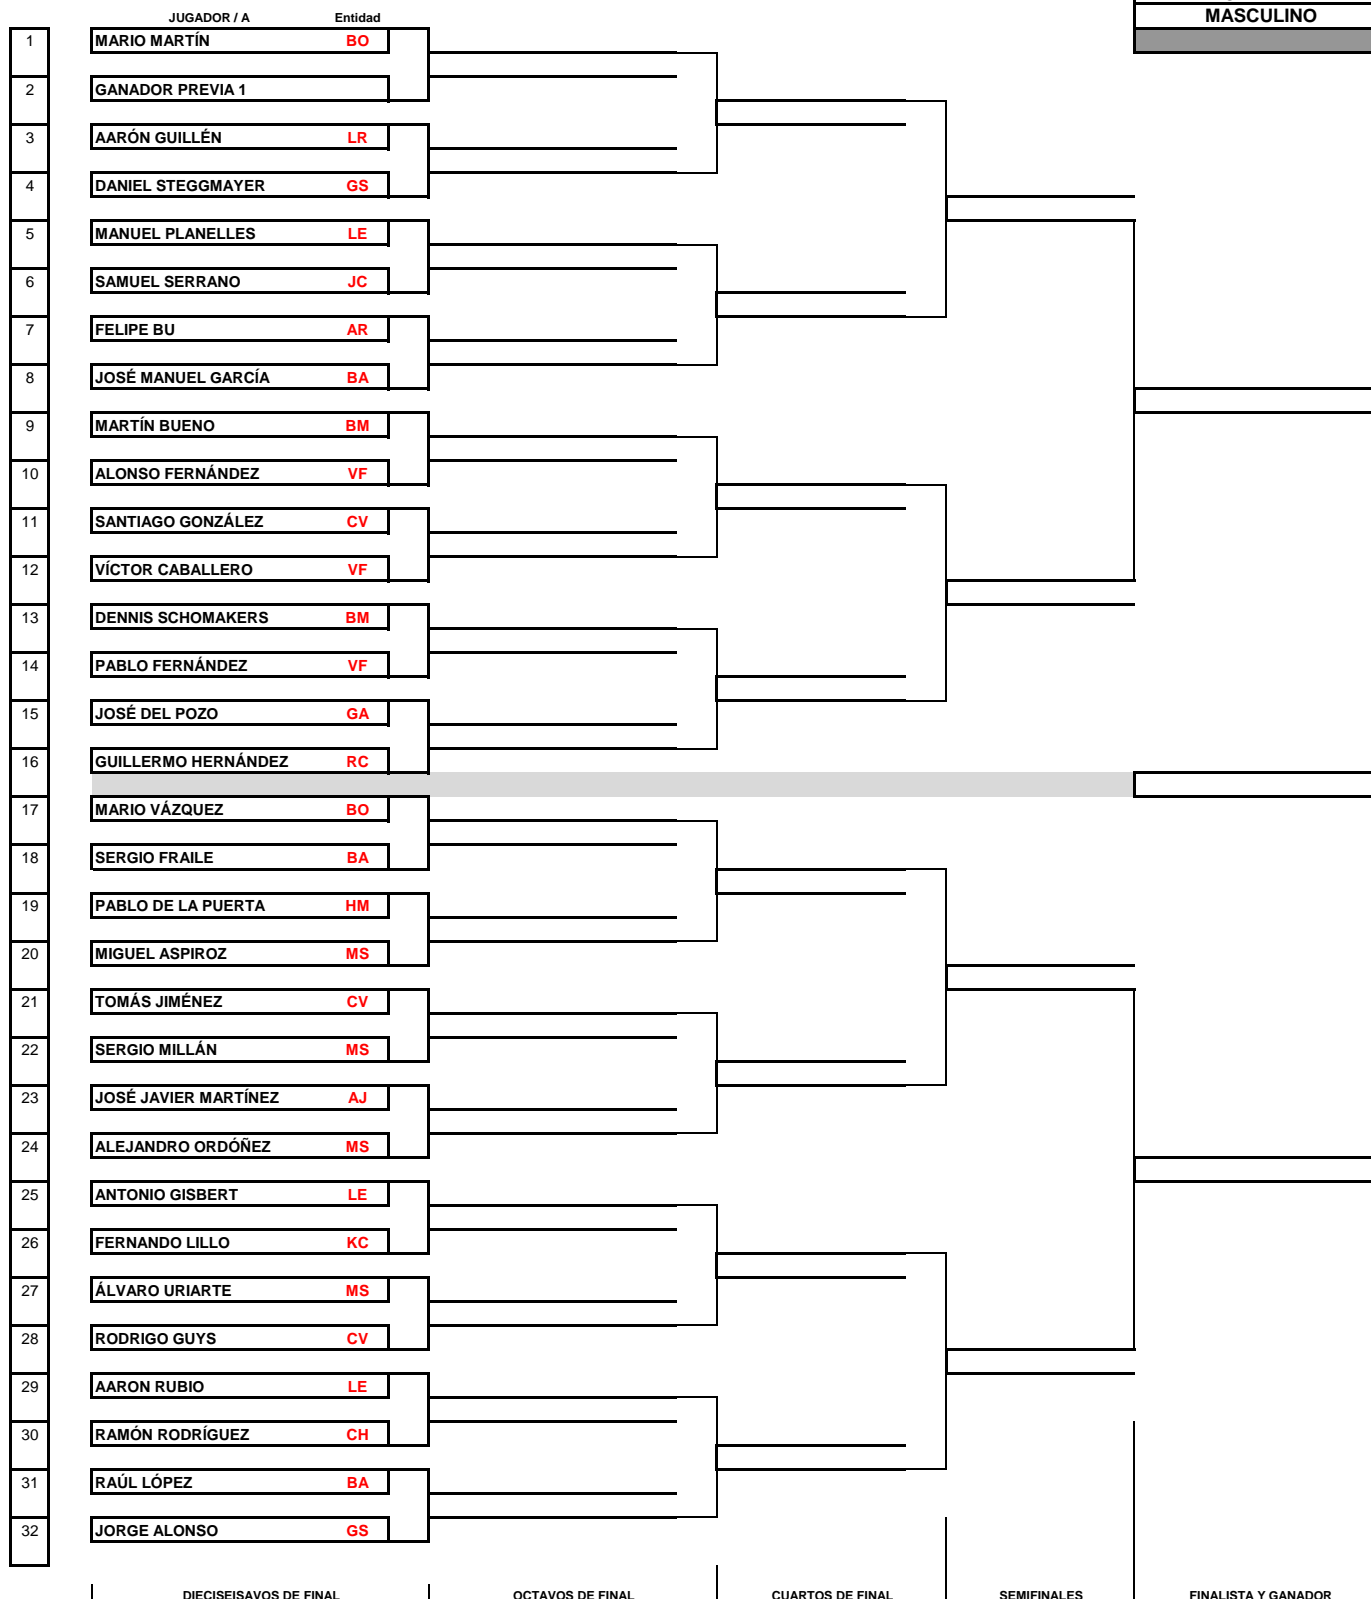 MASCULINO
JUGADOR / A Entidad
1 MARIO MARTÍN BO
2 GANADOR PREVIA 1
3 AARÓN GUILLÉN LR
4 DANIEL STEGGMAYER GS
5 MANUEL PLANELLES LE
6 SAMUEL SERRANO JC
7 FELIPE BU AR
8 JOSÉ MANUEL GARCÍA BA
9 MARTÍN BUENO BM
10 ALONSO FERNÁNDEZ VF
11 SANTIAGO GONZÁLEZ CV
12 VÍCTOR CABALLERO VF
13 DENNIS SCHOMAKERS BM
14 PABLO FERNÁNDEZ VF
15 JOSÉ DEL POZO GA
16 GUILLERMO HERNÁNDEZ RC
17 MARIO VÁZQUEZ BO
18 SERGIO FRAILE BA
19 PABLO DE LA PUERTA HM
20 MIGUEL ASPIROZ MS
21 TOMÁS JIMÉNEZ CV
22 SERGIO MILLÁN MS
23 JOSÉ JAVIER MARTÍNEZ AJ
24 ALEJANDRO ORDÓÑEZ MS
25 ANTONIO GISBERT LE
26 FERNANDO LILLO KC
27 ÁLVARO URIARTE MS
28 RODRIGO GUYS CV
29 AARON RUBIO LE
30 RAMÓN RODRÍGUEZ CH
31 RAÚL LÓPEZ BA
32 JORGE ALONSO GS
DIECISEISAVOS DE FINAL OCTAVOS DE FINAL CUARTOS DE FINAL SEMIFINALES FINALISTA Y GANADOR